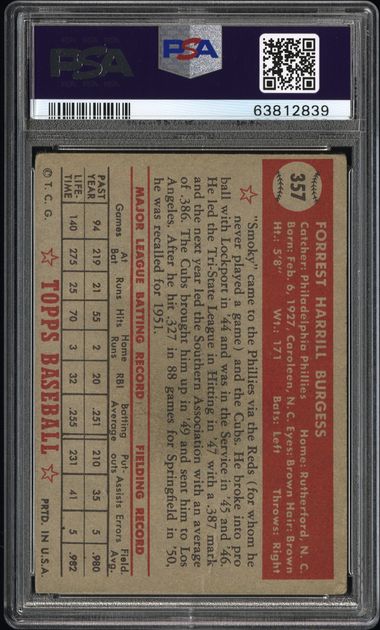 PSA
PSA
63812839
357
FORREST HARRILL BURGESS
Catcher: Philadelphia Phillies Home: Rutherford, N. C.
Born: Feb. 6, 1927, Caroleen, N. C. Eyes: Brown Hair: Brown
Ht.: 5'8" Wt.: 171 Bats: Left Throws: Right
"Smoky" came to the Phillies via the Reds (for whom he
never played a game) and the Cubs. He broke into pro
ball with Lockport in '44 and was in the Service in '45 and '46.
He led the Tri-State League in Hitting in '47 with a .387 mark
and the next year led the Southern Association with an average
of .386. The Cubs brought him up in '49 and sent him to Los
Angeles. After he hit .327 in 88 games for Springfield in '50,
he was recalled for 1951.
MAJOR LEAGUE BATTING RECORD FIELDING RECORD
Games At Bat Runs Hits Home Runs RBI Batting Average Put-outs Assists Errors Field. Avg.
PAST YEAR 94 219 21 55 2 20 .251 210 35 5 .980
LIFE-TIME 140 275 25 70 3 32 .255 231 41 5 .982
© T. C. G. TOPPS BASEBALL PRTD. IN U.S.A.